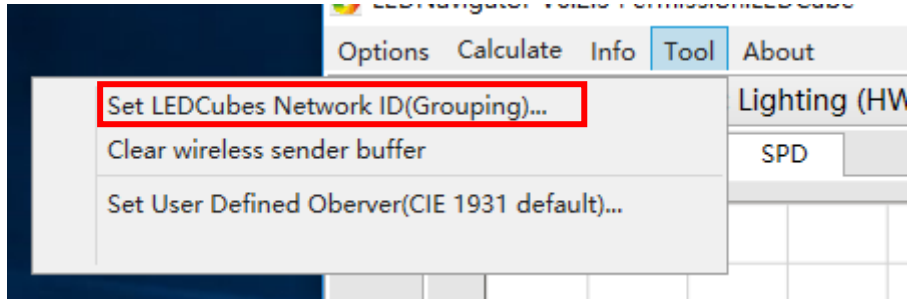 Options Calculate Info Tool About
Set LEDCubes Network ID(Grouping)...
Lighting (HW
Clear wireless sender buffer
SPD
Set User Defined Oberver(CIE 1931 default)...